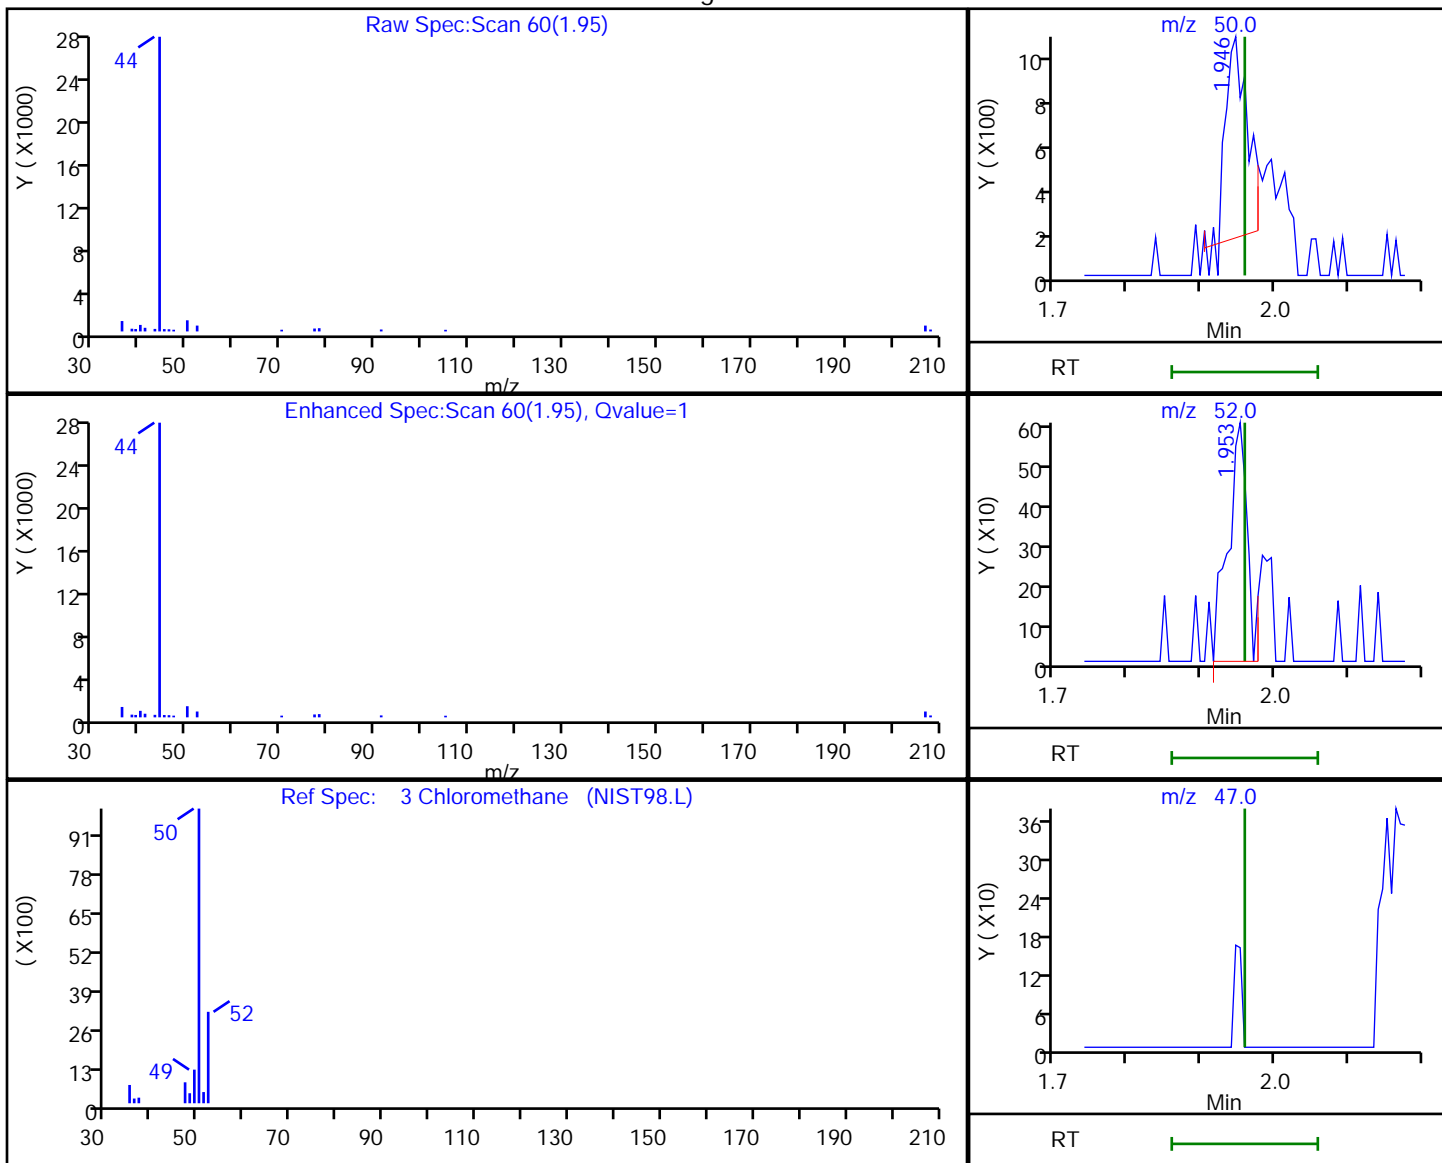 Raw Spec:Scan 60(1.95)
44
28
24
20
16
12
8
4
0
Y ( X1000)
30 50 70 90 110 130 150 170 190 210
m/z
m/z 50.0
1.946
10
8
6
4
2
0
Y ( X100)
1.7 2.0
Min
RT
Enhanced Spec:Scan 60(1.95), Qvalue=1
44
28
24
20
16
12
8
4
0
Y ( X1000)
30 50 70 90 110 130 150 170 190 210
m/z
m/z 52.0
1.953
60
50
40
30
20
10
0
Y ( X10)
1.7 2.0
Min
RT
Ref Spec: 3 Chloromethane (NIST98.L)
50
52
49
91
78
65
52
39
26
13
0
( X100)
30 50 70 90 110 130 150 170 190 210
m/z 47.0
36
30
24
18
12
6
0
Y ( X10)
1.7 2.0
Min
RT